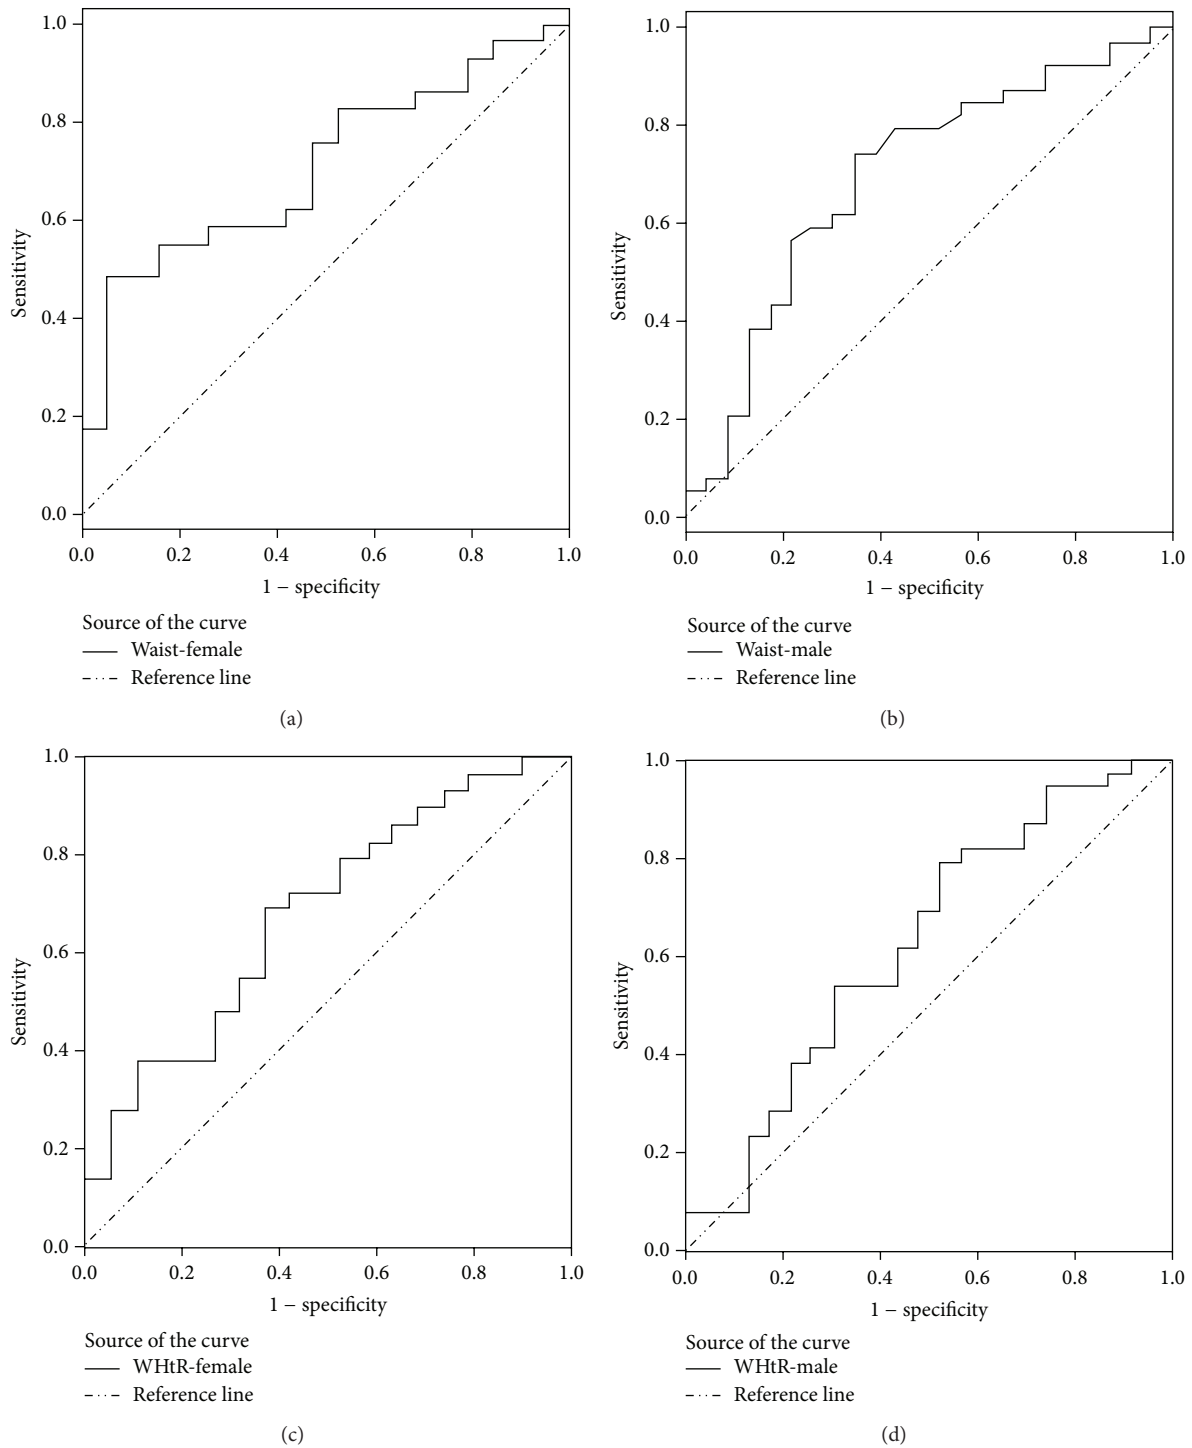 1.0
0.8
0.6
0.4
0.2
0.0
Sensitivity
0.0 0.2 0.4 0.6 0.8 1.0
1 − specificity
Source of the curve
Waist-female
Reference line
(a)
1.0
0.8
0.6
0.4
0.2
0.0
Sensitivity
0.0 0.2 0.4 0.6 0.8 1.0
1 − specificity
Source of the curve
Waist-male
Reference line
(b)
1.0
0.8
0.6
0.4
0.2
0.0
Sensitivity
0.0 0.2 0.4 0.6 0.8 1.0
1 − specificity
Source of the curve
WHtR-female
Reference line
(c)
1.0
0.8
0.6
0.4
0.2
0.0
Sensitivity
0.0 0.2 0.4 0.6 0.8 1.0
1 − specificity
Source of the curve
WHtR-male
Reference line
(d)